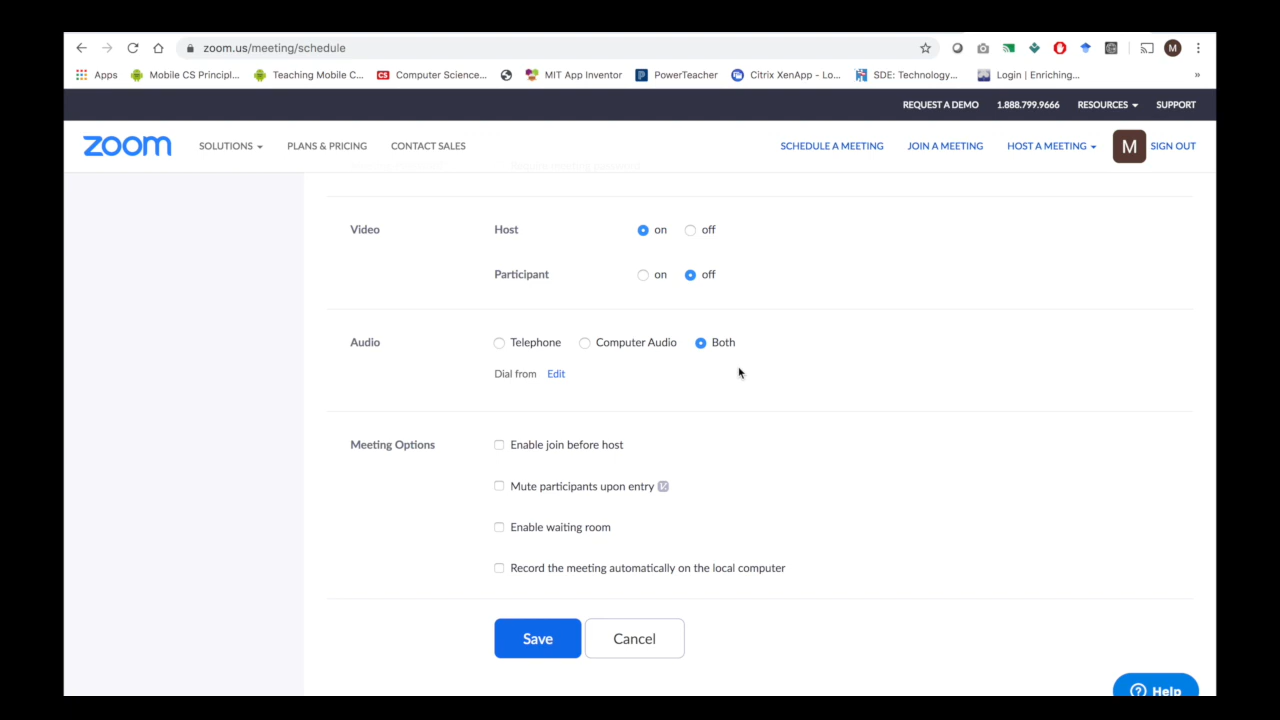 zoom.us/meeting/schedule
M
Apps Mobile CS Principl... Teaching Mobile C... CS Computer Science... MIT App Inventor P PowerTeacher Citrix XenApp - Lo... SDE: Technology... Login | Enriching... »
REQUEST A DEMO 1.888.799.9666 RESOURCES SUPPORT
zoom SOLUTIONS PLANS & PRICING CONTACT SALES SCHEDULE A MEETING JOIN A MEETING HOST A MEETING M SIGN OUT
Require meeting password
Video Host on off
Participant on off
Audio Telephone Computer Audio Both
Dial from Edit
Meeting Options Enable join before host
Mute participants upon entry
Enable waiting room
Record the meeting automatically on the local computer
Save Cancel
? Help